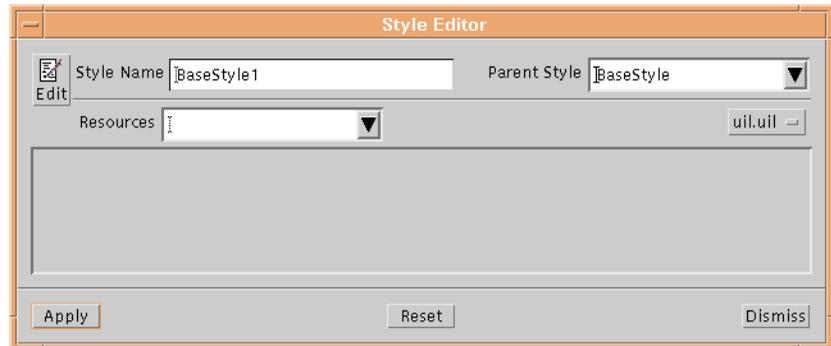 Style Editor
Edit
Style Name BaseStyle1 Parent Style BaseStyle
Resources uil.uil
Apply Reset Dismiss